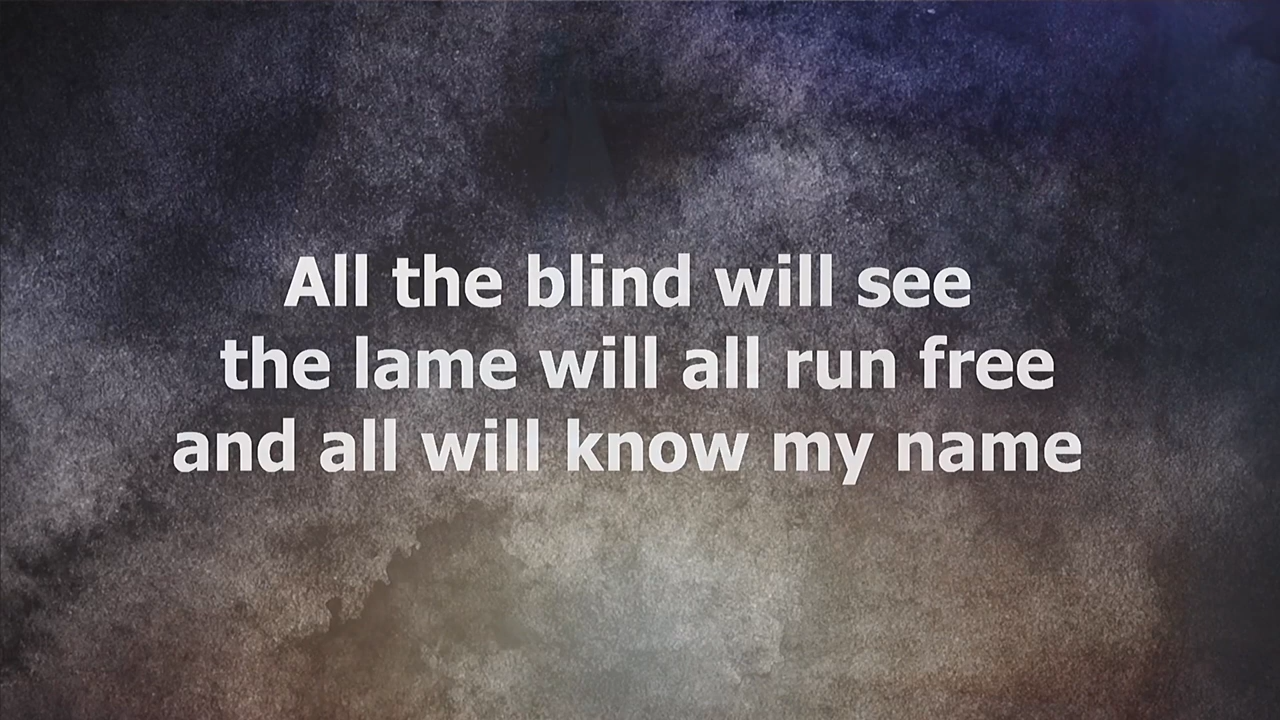 All the blind will see
the lame will all run free
and all will know my name